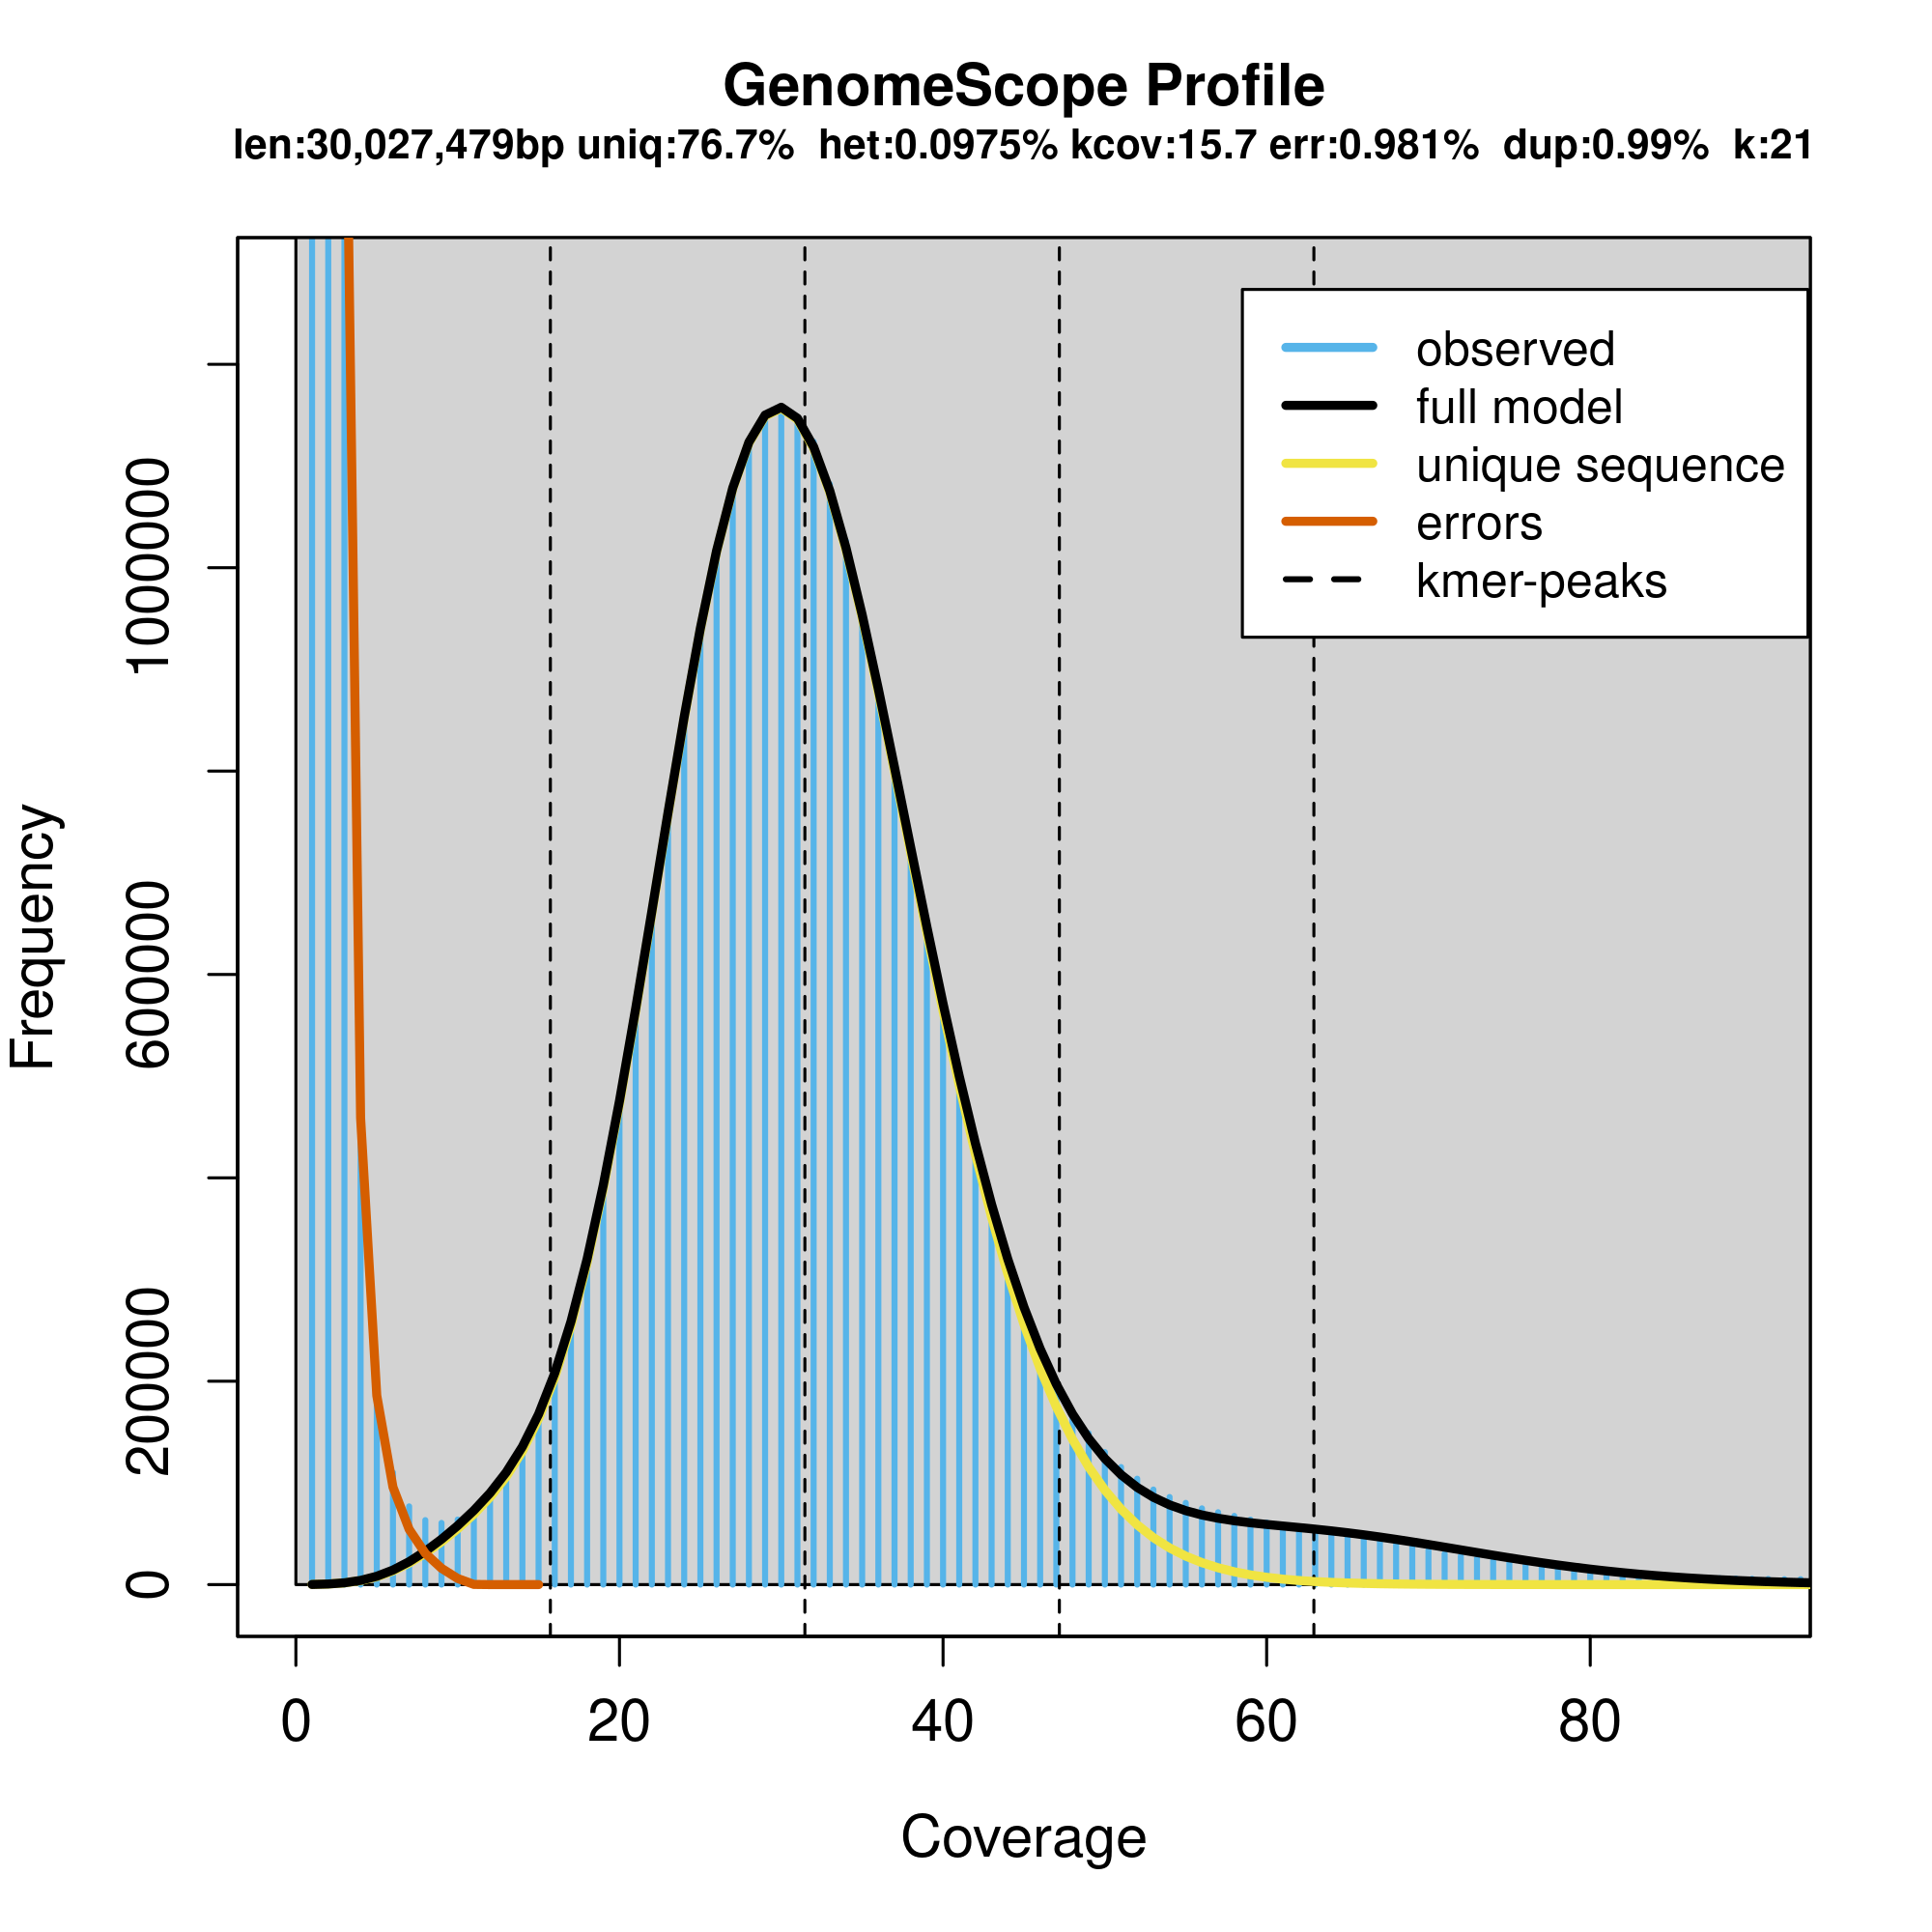 GenomeScope Profile
len:30,027,479bp uniq:76.7% het:0.0975% kcov:15.7 err:0.981% dup:0.99% k:21
observed
full model
unique sequence
errors
kmer-peaks
Frequency
1000000
600000
200000
0
0 20 40 60 80
Coverage